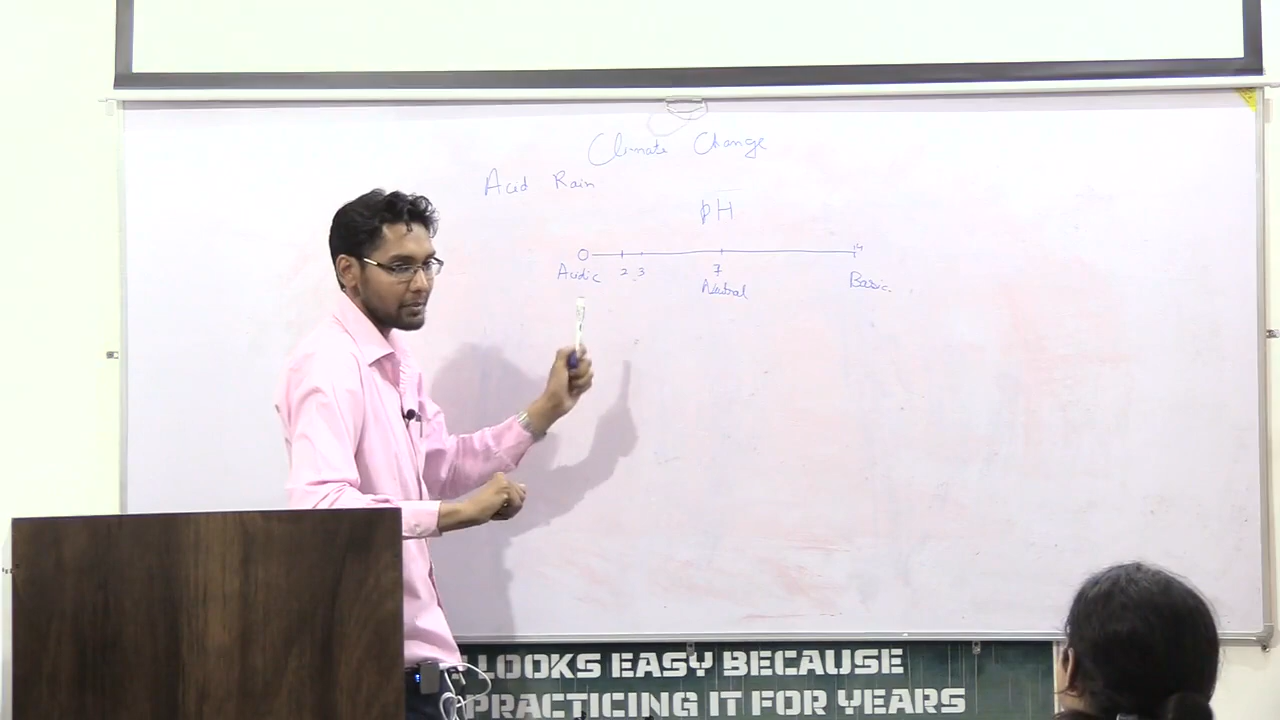 Climate Change
Acid Rain
pH
0 2 3 7 14
Acidic Neutral Basic
LOOKS EASY BECAUSE
PRACTICING IT FOR YEARS